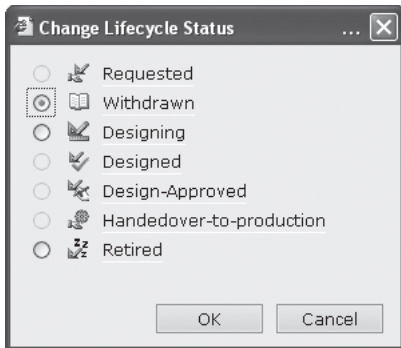 Change Lifecycle Status ...
Requested
Withdrawn
Designing
Designed
Design-Approved
Handedover-to-production
Retired
OK Cancel